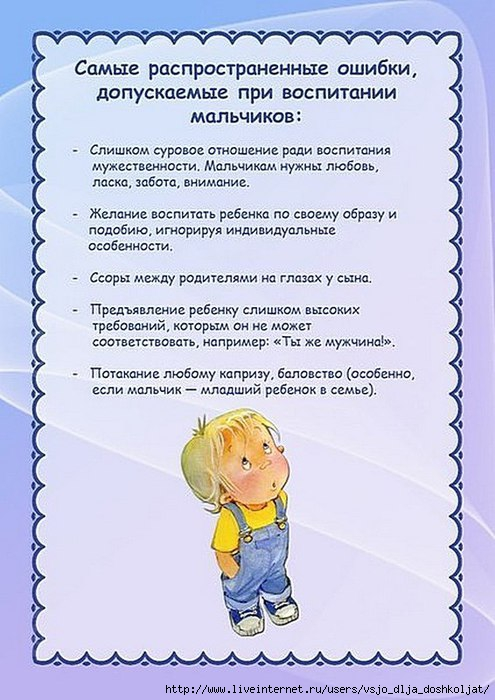 Самые распространенные ошибки,
допускаемые при воспитании
мальчиков:
- Слишком суровое отношение ради воспитания
мужественности. Мальчикам нужны любовь,
ласка, забота, внимание.
- Желание воспитать ребенка по своему образу и
подобию, игнорируя индивидуальные
особенности.
- Ссоры между родителями на глазах у сына.
- Предъявление ребенку слишком высоких
требований, которым он не может
соответствовать, например: «Ты же мужчина!».
- Потакание любому капризу, баловство (особенно,
если мальчик — младший ребенок в семье).
http://www.liveinternet.ru/users/vsjo_dlja_doshkoljat/